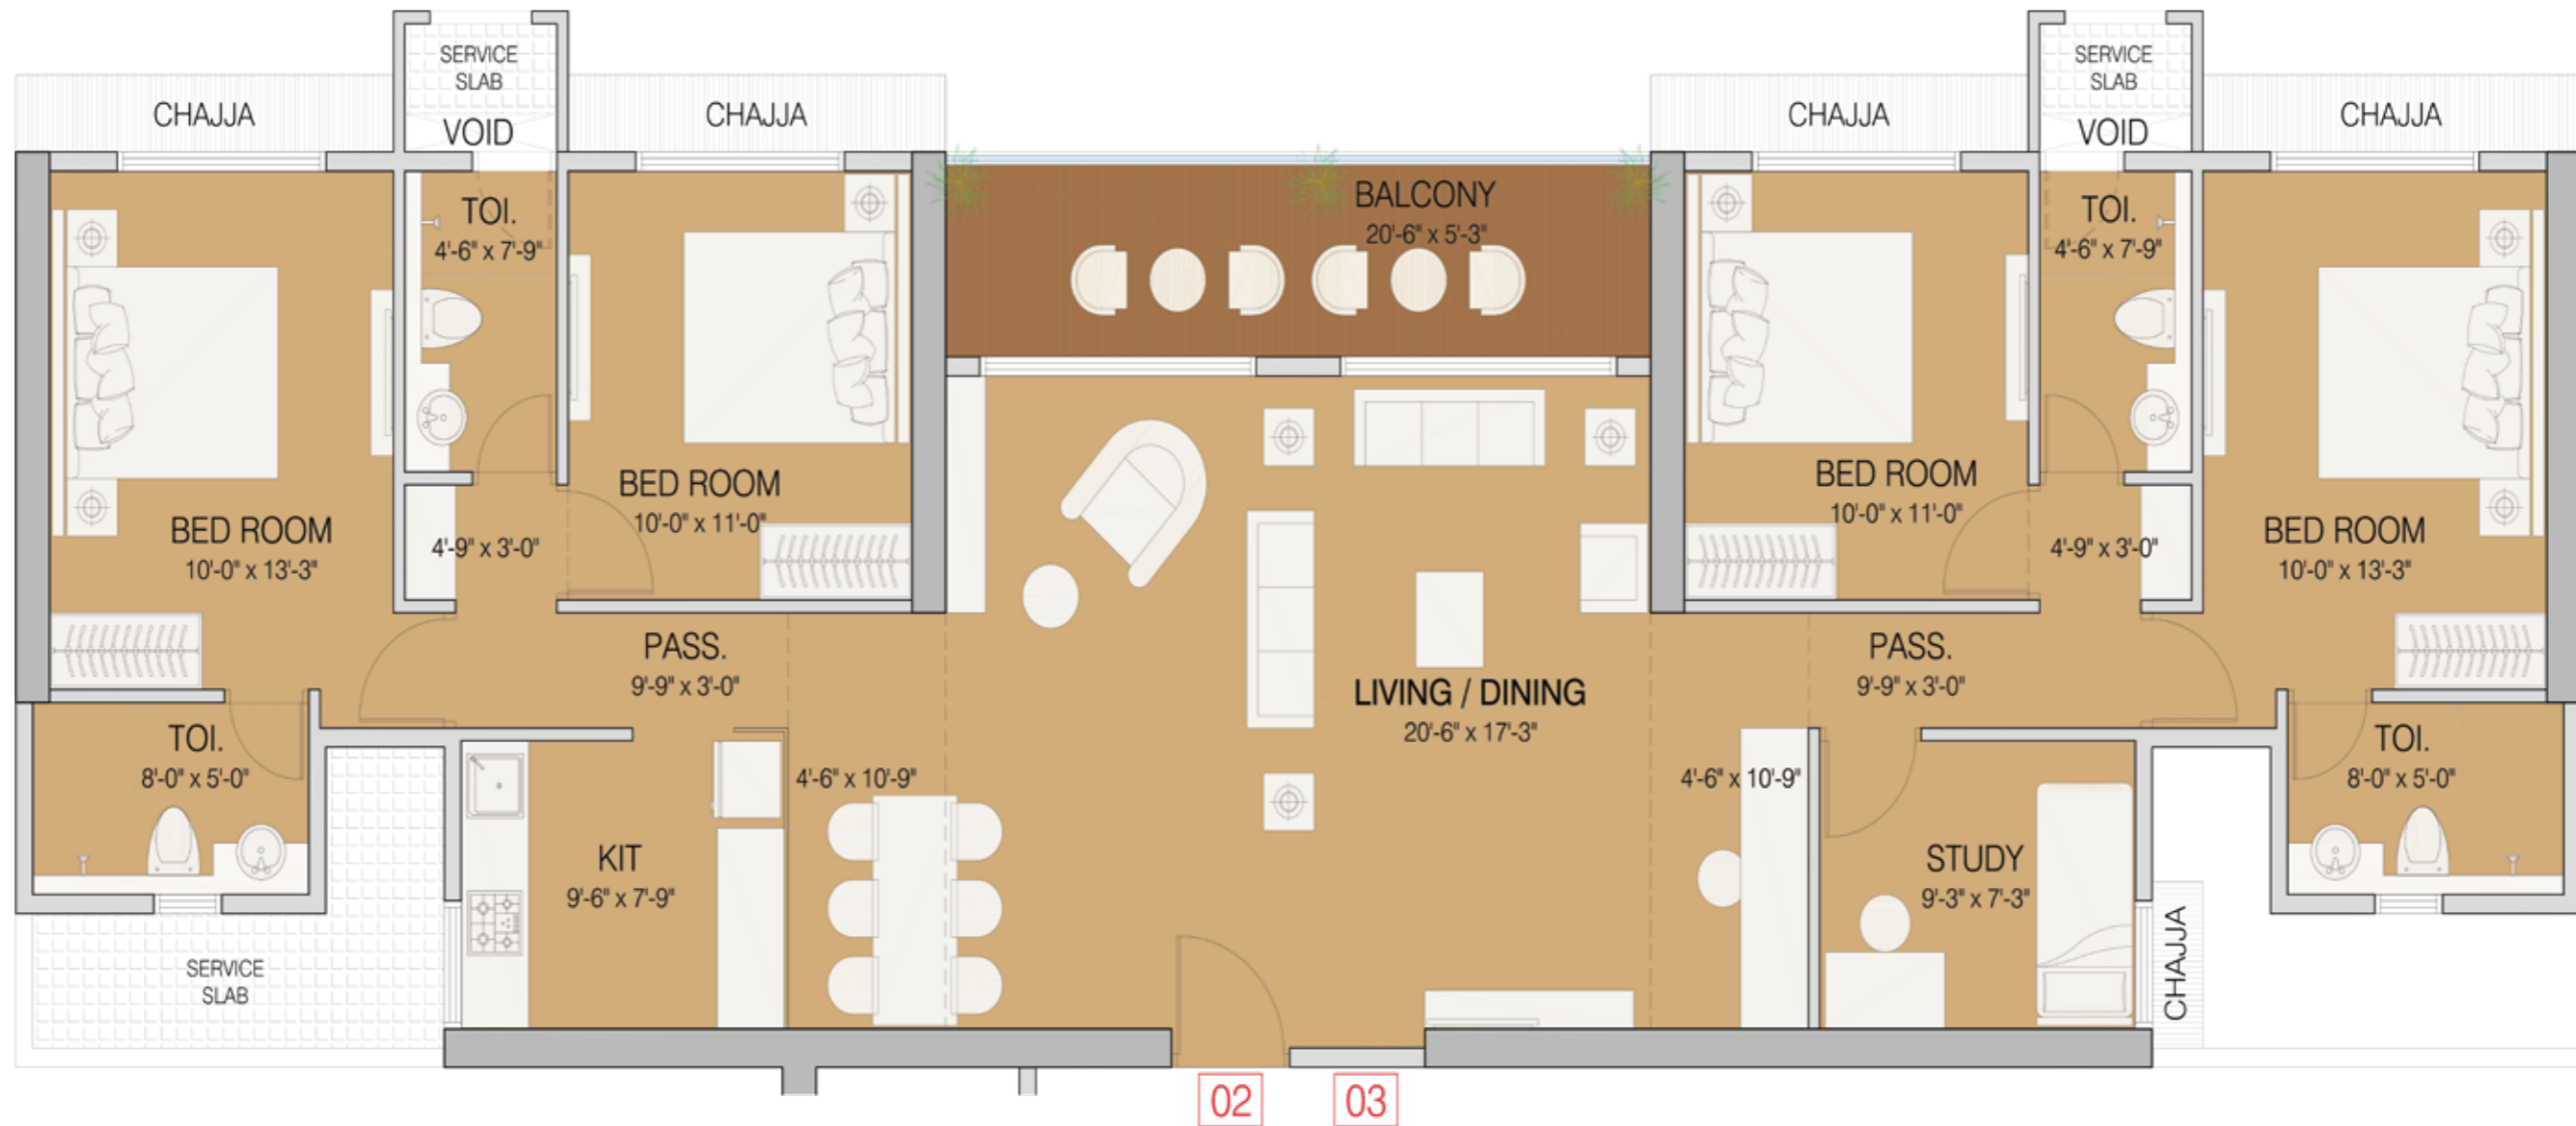 SERVICE
SLAB
VOID
CHAJJA
CHAJJA
CHAJJA
SERVICE
SLAB
VOID
CHAJJA
TOI.
4'-6" x 7'-9"
BALCONY
20'-6" x 5'-3"
TOI.
4'-6" x 7'-9"
BED ROOM
10'-0" x 13'-3"
4'-9" x 3'-0"
BED ROOM
10'-0" x 11'-0"
BED ROOM
10'-0" x 11'-0"
4'-9" x 3'-0"
BED ROOM
10'-0" x 13'-3"
PASS.
9'-9" x 3'-0"
LIVING / DINING
20'-6" x 17'-3"
PASS.
9'-9" x 3'-0"
TOI.
8'-0" x 5'-0"
4'-6" x 10'-9"
4'-6" x 10'-9"
TOI.
8'-0" x 5'-0"
KIT
9'-6" x 7'-9"
STUDY
9'-3" x 7'-3"
CHAJJA
SERVICE
SLAB
02
03